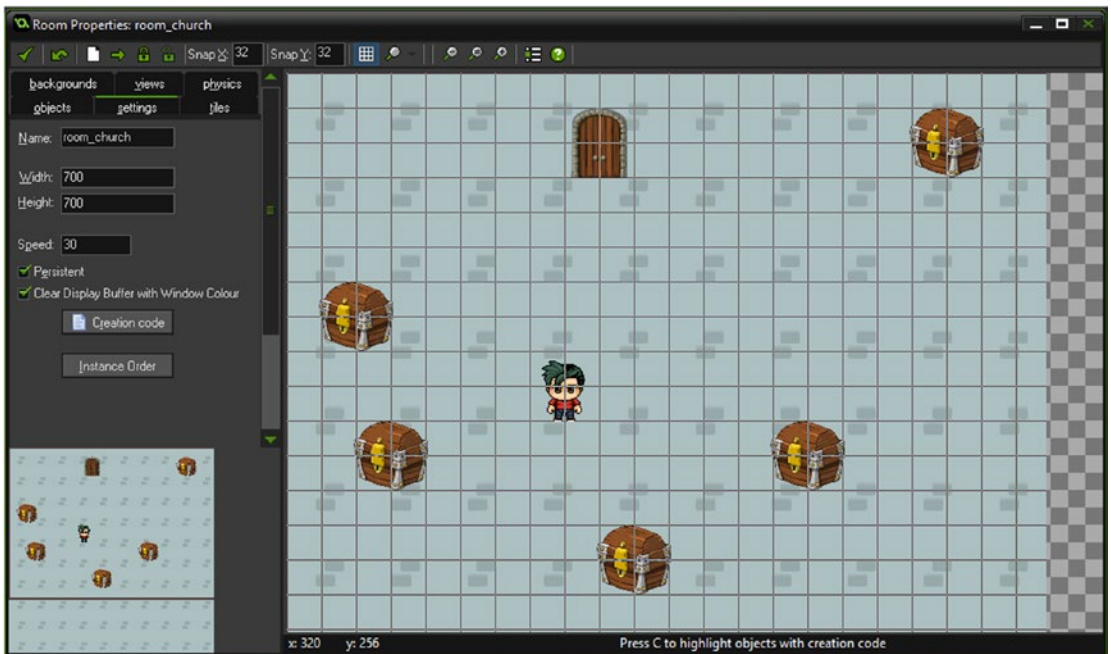 Room Properties: room_church
Snap X: 32 Snap Y: 32
backgrounds views physics
objects settings tiles
Name: room_church
Width: 700
Height: 700
Speed: 30
Persistent
Clear Display Buffer with Window Colour
Creation code
Instance Order
x: 320 y: 256 Press C to highlight objects with creation code